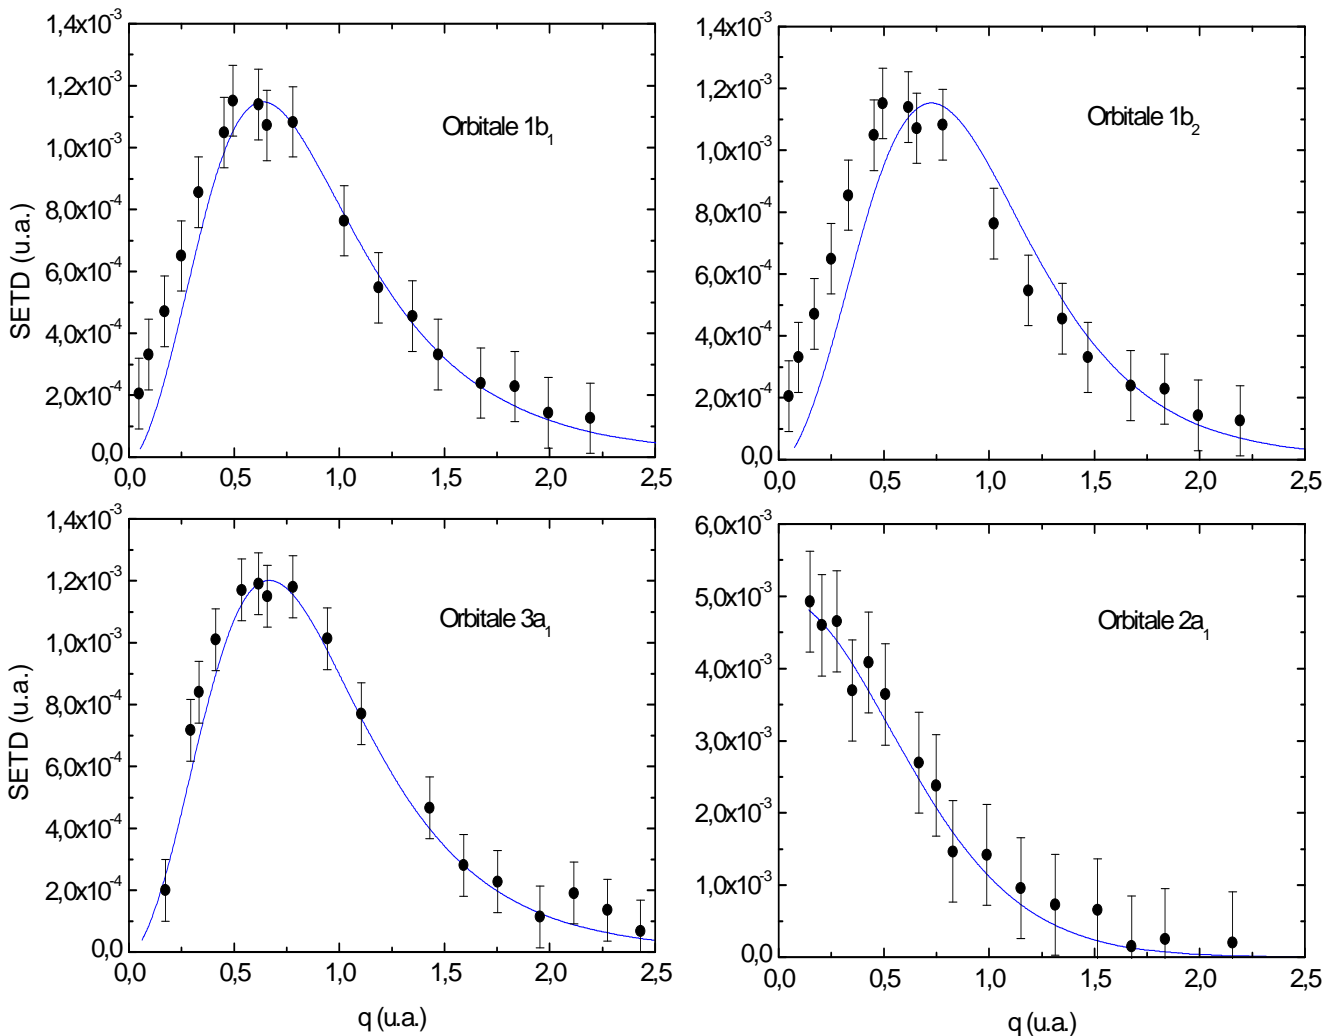 1,4x10⁻³
1,2x10⁻³
1,0x10⁻³
8,0x10⁻⁴
6,0x10⁻⁴
4,0x10⁻⁴
2,0x10⁻⁴
0,0
SETD (u.a.)
Orbitale 1b₁
0,0 0,5 1,0 1,5 2,0 2,5
1,4x10⁻³
1,2x10⁻³
1,0x10⁻³
8,0x10⁻⁴
6,0x10⁻⁴
4,0x10⁻⁴
2,0x10⁻⁴
0,0
Orbitale 1b₂
0,0 0,5 1,0 1,5 2,0 2,5
1,4x10⁻³
1,2x10⁻³
1,0x10⁻³
8,0x10⁻⁴
6,0x10⁻⁴
4,0x10⁻⁴
2,0x10⁻⁴
0,0
SETD (u.a.)
Orbitale 3a₁
0,0 0,5 1,0 1,5 2,0 2,5
q (u.a.)
6,0x10⁻³
5,0x10⁻³
4,0x10⁻³
3,0x10⁻³
2,0x10⁻³
1,0x10⁻³
0,0
Orbitale 2a₁
0,0 0,5 1,0 1,5 2,0 2,5
q (u.a.)